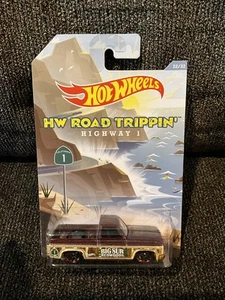 HOT WHEELS
HW ROAD TRIPPIN'
HIGHWAY 1
1
BIG SUR